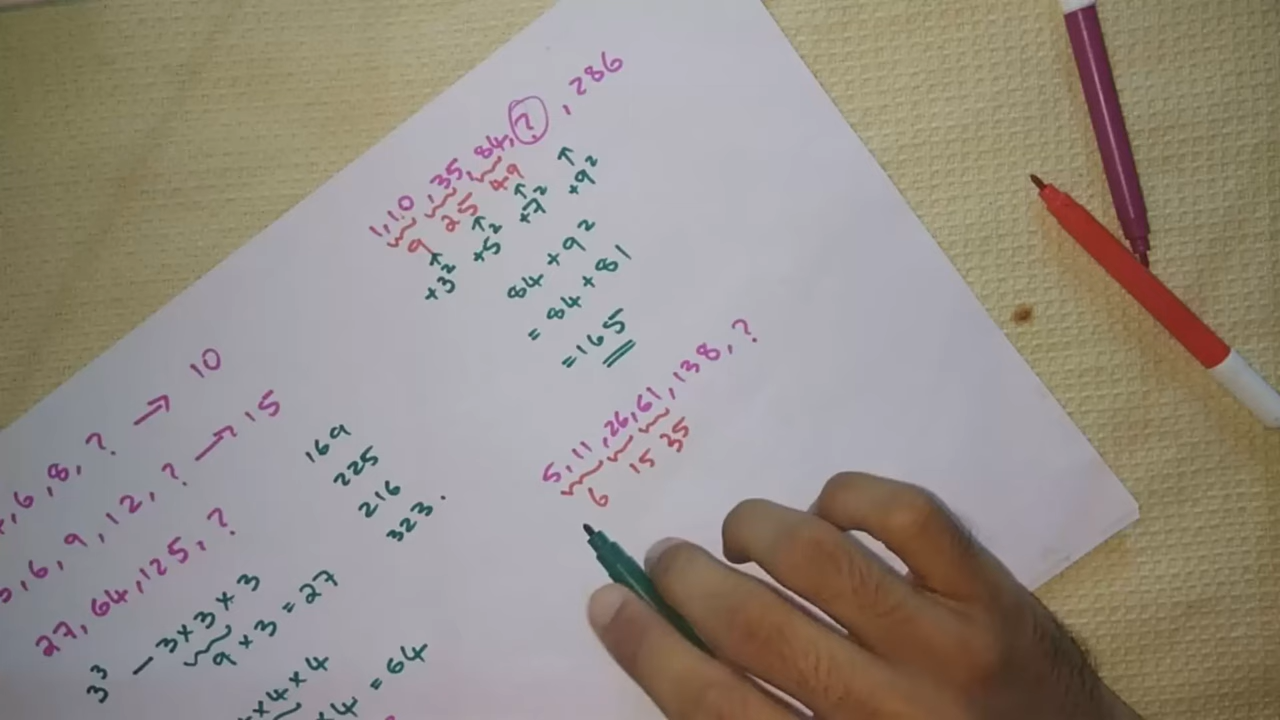 1, 10, 35, 84, ?, 286
9 25 49
↑ ↑ ↑ ↑
+3² +5² +7² +9²
84 + 9²
= 84 + 81
= 165
, 6, 8, ? → 10
, 6, 9, 12, ? → 15
27, 64, 125, ?
3³ — 3×3×3
9 × 3 = 27
×4×4
×4 = 64
169
225
216
323.
5, 11, 26, 61, 138, ?
6 15 35